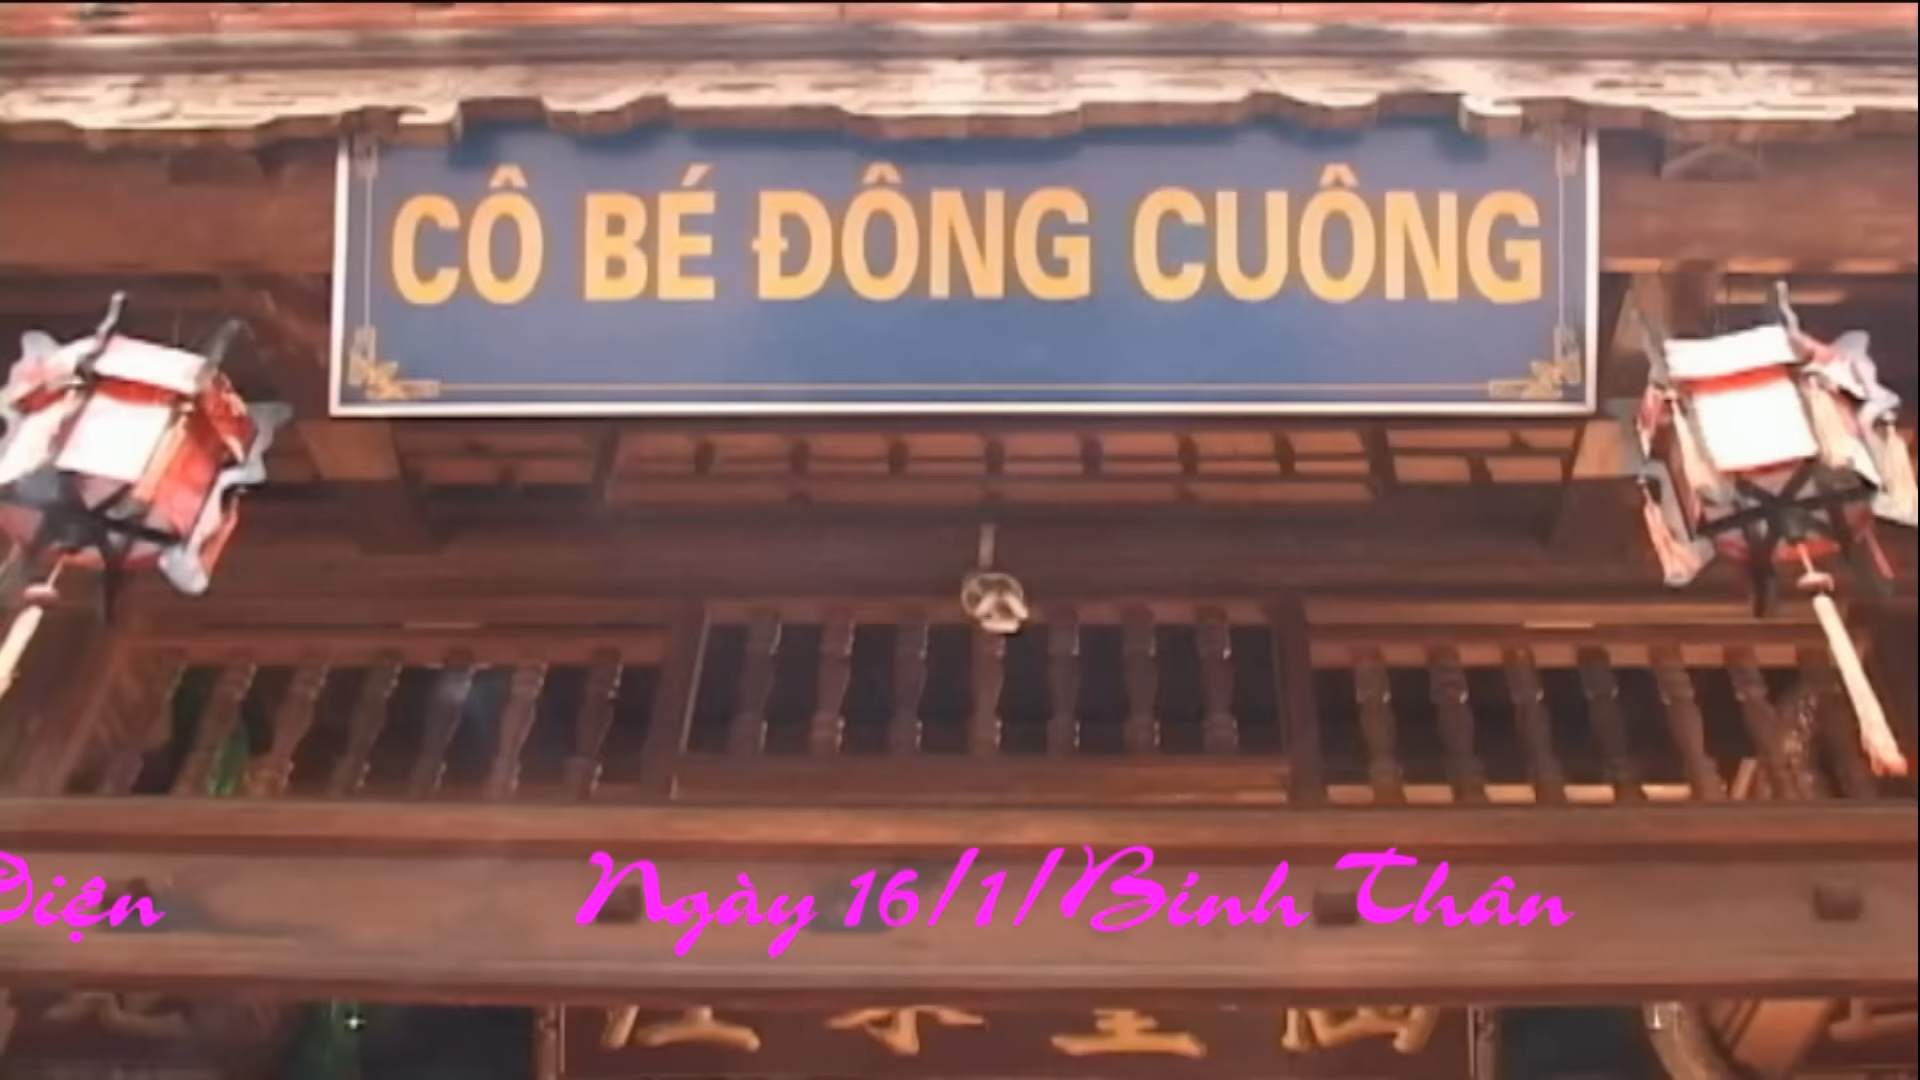 CÔ BÉ ĐÔNG CUÔNG
Điện Ngày 16/1/Bính Thân